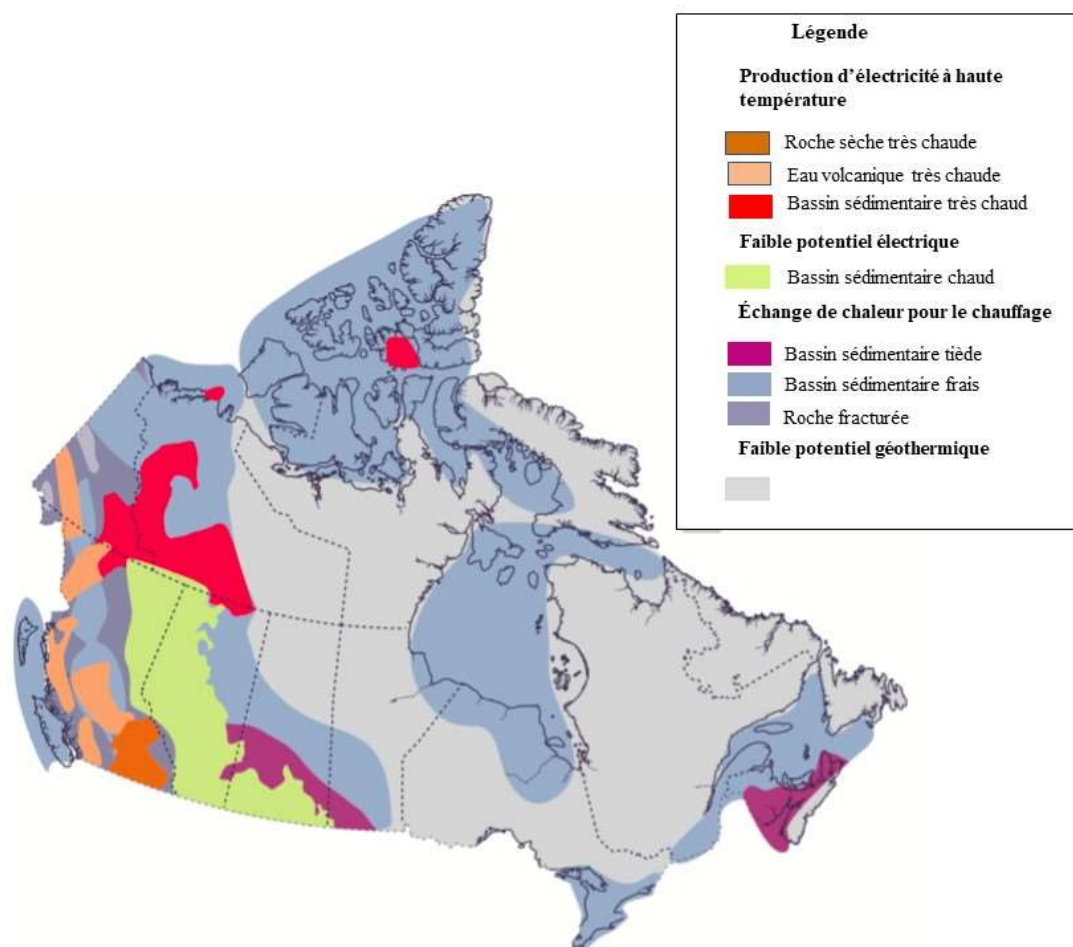 Légende
Production d’électricité à haute
température
Roche sèche très chaude
Eau volcanique très chaude
Bassin sédimentaire très chaud
Faible potentiel électrique
Bassin sédimentaire chaud
Échange de chaleur pour le chauffage
Bassin sédimentaire tiède
Bassin sédimentaire frais
Roche fracturée
Faible potentiel géothermique